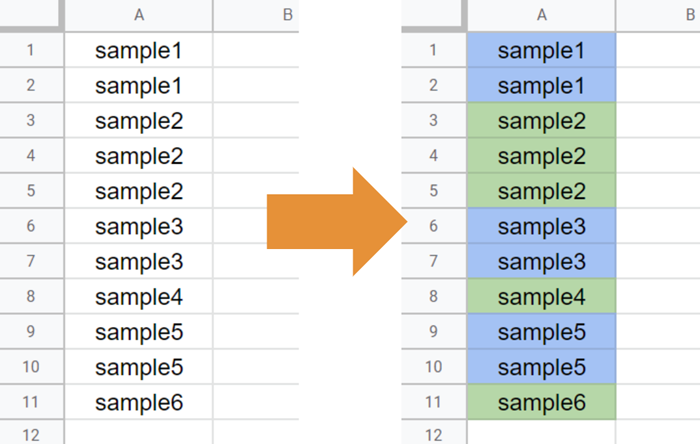 A B A B
1 sample1 1 sample1
2 sample1 2 sample1
3 sample2 3 sample2
4 sample2 4 sample2
5 sample2 5 sample2
6 sample3 6 sample3
7 sample3 7 sample3
8 sample4 8 sample4
9 sample5 9 sample5
10 sample5 10 sample5
11 sample6 11 sample6
12 12